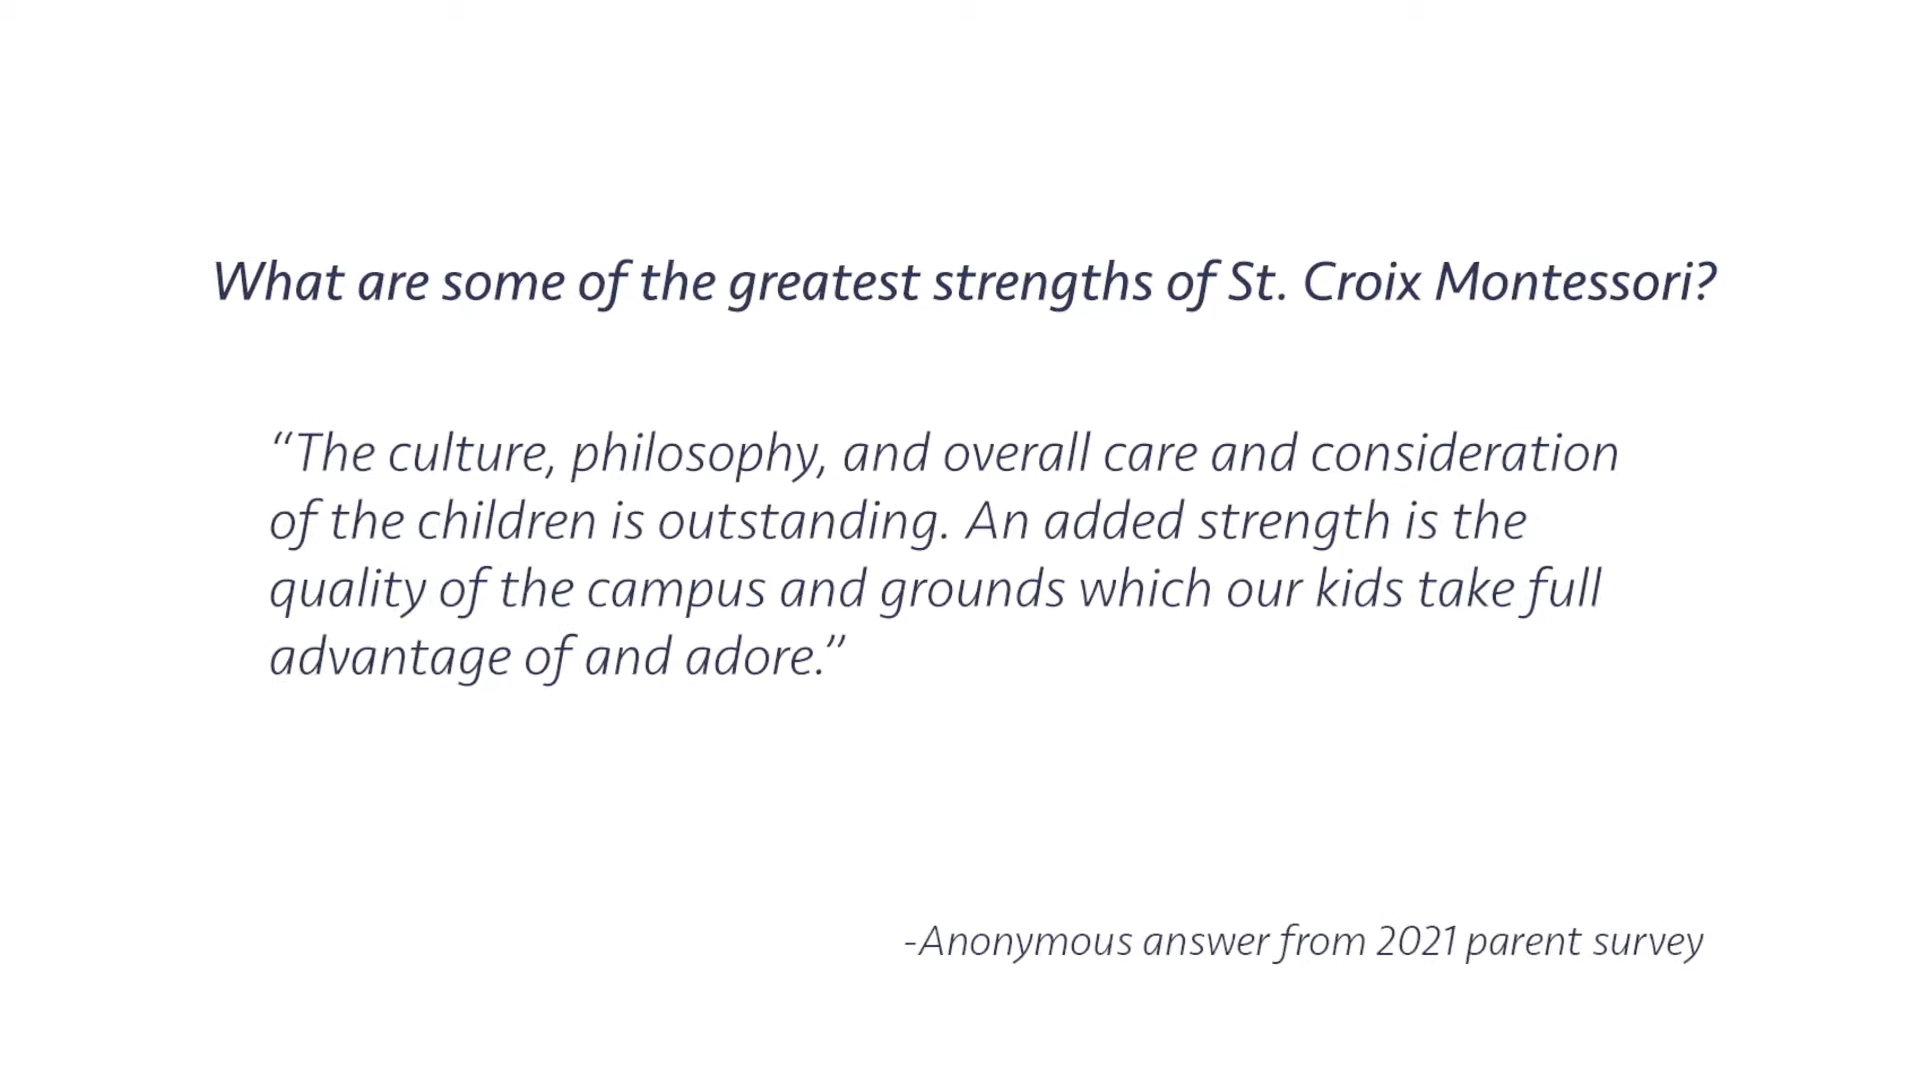 What are some of the greatest strengths of St. Croix Montessori?
“The culture, philosophy, and overall care and consideration
of the children is outstanding. An added strength is the
quality of the campus and grounds which our kids take full
advantage of and adore.”
-Anonymous answer from 2021 parent survey